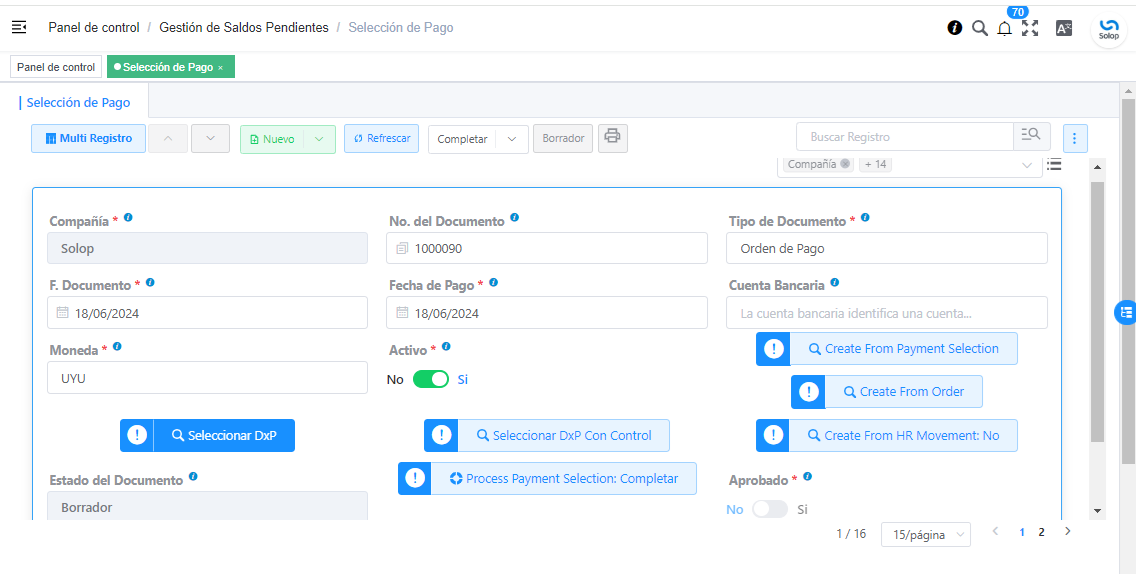 Panel de control / Gestión de Saldos Pendientes / Selección de Pago
70
Solop
Panel de control
Selección de Pago ×
Selección de Pago
Multi Registro
Nuevo
Refrescar
Completar
Borrador
Buscar Registro
Compañía
+ 14
Compañía *
No. del Documento
Tipo de Documento *
Solop
1000090
Orden de Pago
F. Documento *
Fecha de Pago *
Cuenta Bancaria
18/06/2024
18/06/2024
La cuenta bancaria identifica una cuenta...
Moneda *
Activo *
Create From Payment Selection
UYU
No
Si
Create From Order
Seleccionar DxP
Seleccionar DxP Con Control
Create From HR Movement: No
Estado del Documento
Process Payment Selection: Completar
Aprobado *
Borrador
No
Si
1 / 16
15/página
1
2